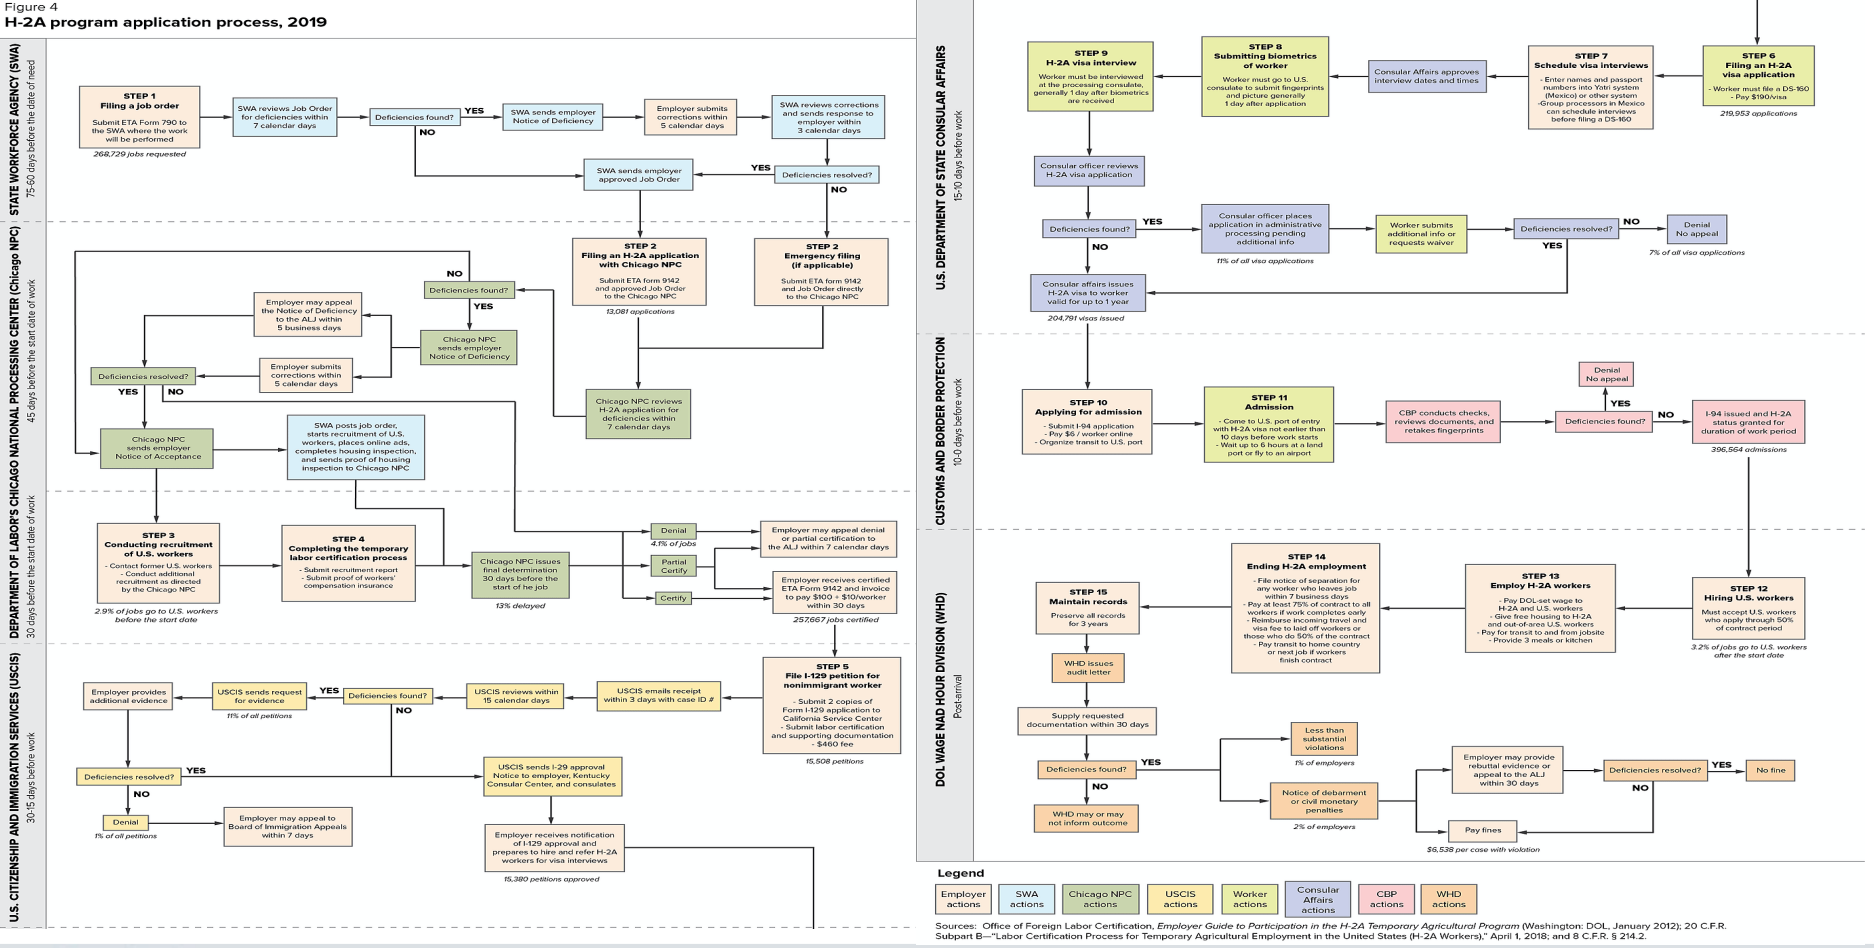 Figure 4
H-2A program application process, 2019
STATE WORKFORCE AGENCY (SWA)
75-60 days before the date of need
STEP 1
Filing a job order
Submit ETA Form 790 to
the SWA where the work
will be performed
268,729 jobs requested
SWA reviews Job Order
for deficiencies within
7 calendar days
Deficiencies found?
YES
NO
SWA sends employer
Notice of Deficiency
Employer submits
corrections within
5 calendar days
SWA reviews corrections
and sends response to
employer within
3 calendar days
Deficiencies resolved?
YES
NO
SWA sends employer
approved Job Order
DEPARTMENT OF LABOR'S CHICAGO NATIONAL PROCESSING CENTER (Chicago NPC)
45 days before the start date of work
30 days before the start date of work
STEP 2
Filing an H-2A application
with Chicago NPC
Submit ETA form 9142
and approved Job Order
to the Chicago NPC
13,081 applications
STEP 2
Emergency filing
(if applicable)
Submit ETA form 9142
and Job Order directly
to the Chicago NPC
Chicago NPC reviews
H-2A application for
deficiencies within
7 calendar days
NO
Deficiencies found?
YES
Chicago NPC
sends employer
Notice of Deficiency
Employer may appeal
the Notice of Deficiency
to the ALJ within
5 business days
Employer submits
corrections within
5 calendar days
Deficiencies resolved?
YES
NO
Chicago NPC
sends employer
Notice of Acceptance
SWA posts job order,
starts recruitment of U.S.
workers, places online ads,
completes housing inspection,
and sends proof of housing
inspection to Chicago NPC
STEP 3
Conducting recruitment
of U.S. workers
- Contact former U.S. workers
- Conduct additional
recruitment as directed
by the Chicago NPC
2.9% of jobs go to U.S. workers
before the start date
STEP 4
Completing the temporary
labor certification process
- Submit recruitment report
- Submit proof of workers'
compensation insurance
Chicago NPC issues
final determination
30 days before the
start of he job
13% delayed
Denial
4.1% of jobs
Partial
Certify
Certify
Employer may appeal denial
or partial certification to
the ALJ within 7 calendar days
Employer receives certified
ETA Form 9142 and invoice
to pay $100 + $10/worker
within 30 days
257,667 jobs certified
U.S. CITIZENSHIP AND IMMIGRATION SERVICES (USCIS)
30-15 days before work
STEP 5
File I-129 petition for
nonimmigrant worker
- Submit 2 copies of
Form I-129 application to
California Service Center
- Submit labor certification
and supporting documentation
- $460 fee
15,508 petitions
USCIS emails receipt
within 3 days with case ID #
USCIS reviews within
15 calendar days
Deficiencies found?
YES
NO
USCIS sends request
for evidence
11% of all petitions
Employer provides
additional evidence
Deficiencies resolved?
YES
NO
Denial
1% of all petitions
Employer may appeal to
Board of Immigration Appeals
within 7 days
USCIS sends I-29 approval
Notice to employer, Kentucky
Consular Center, and consulates
Employer receives notification
of I-129 approval and
prepares to hire and refer H-2A
workers for visa interviews
15,380 petitions approved
U.S. DEPARTMENT OF STATE CONSULAR AFFAIRS
15-10 days before work
STEP 6
Filing an H-2A
visa application
- Worker must file a DS-160
- Pay $190/visa
219,953 applications
STEP 7
Schedule visa interviews
- Enter names and passport
numbers into Yatri system
(Mexico) or other system
-Group processors in Mexico
can schedule interviews
before filing a DS-160
Consular Affairs approves
interview dates and times
STEP 8
Submitting biometrics
of worker
Worker must go to U.S.
consulate to submit fingerprints
and picture generally
1 day after application
STEP 9
H-2A visa interview
Worker must be interviewed
at the processing consulate,
generally 1 day after biometrics
are received
Consular officer reviews
H-2A visa application
Deficiencies found?
YES
NO
Consular officer places
application in administrative
processing pending
additional info
11% of all visa applications
Worker submits
additional info or
requests waiver
Deficiencies resolved?
NO
YES
Denial
No appeal
7% of all visa applications
Consular affairs issues
H-2A visa to worker
valid for up to 1 year
204,791 visas issued
CUSTOMS AND BORDER PROTECTION
10-0 days before work
STEP 10
Applying for admission
- Submit I-94 application
- Pay $6 / worker online
- Organize transit to U.S. port
STEP 11
Admission
- Come to U.S. port of entry
with H-2A visa not earlier than
10 days before work starts
- Wait up to 6 hours at a land
port or fly to an airport
CBP conducts checks,
reviews documents, and
retakes fingerprints
Denial
No appeal
YES
Deficiencies found?
NO
I-94 issued and H-2A
status granted for
duration of work period
396,564 admissions
DOL WAGE NAD HOUR DIVISION (WHD)
Post-arrival
STEP 12
Hiring U.S. workers
Must accept U.S. workers
who apply through 50%
of contract period
3.2% of jobs go to U.S. workers
after the start date
STEP 13
Employ H-2A workers
- Pay DOL-set wage to
H-2A and U.S. workers
- Give free housing to H-2A
and out-of-area U.S. workers
- Pay for transit to and from jobsite
- Provide 3 meals or kitchen
STEP 14
Ending H-2A employment
- File notice of separation for
any worker who leaves job
within 7 business days
- Pay at least 75% of contract to all
workers if work completes early
- Reimburse incoming travel and
visa fee to laid off workers or
those who do 50% of the contract
- Pay transit to home country
or next job if workers
finish contract
STEP 15
Maintain records
Preserve all records
for 3 years
WHD issues
audit letter
Supply requested
documentation within 30 days
Deficiencies found?
YES
NO
WHD may or may
not inform outcome
Less than
substantial
violations
1% of employers
Notice of debarment
or civil monetary
penalties
2% of employers
Employer may provide
rebuttal evidence or
appeal to the ALJ
within 30 days
Deficiencies resolved?
YES
NO
No fine
Pay fines
$6,538 per case with violation
Legend
Employer
actions
SWA
actions
Chicago NPC
actions
USCIS
actions
Worker
actions
Consular
Affairs
actions
CBP
actions
WHD
actions
Sources: Office of Foreign Labor Certification, Employer Guide to Participation in the H-2A Temporary Agricultural Program (Washington: DOL, January 2012); 20 C.F.R.
Subpart B—"Labor Certification Process for Temporary Agricultural Employment in the United States (H-2A Workers)," April 1, 2018; and 8 C.F.R. § 214.2.